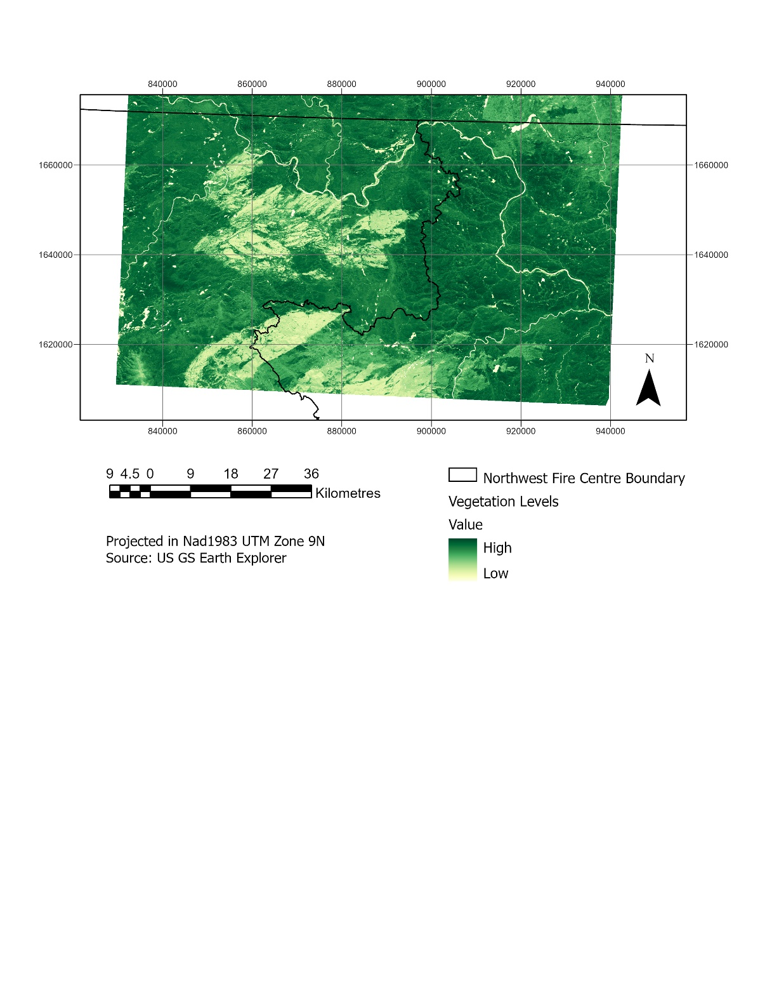 840000 860000 880000 900000 920000 940000
1660000 1660000
1640000 1640000
1620000 1620000
N
840000 860000 880000 900000 920000 940000
9 4.5 0 9 18 27 36
Kilometres
Northwest Fire Centre Boundary
Vegetation Levels
Value
High
Low
Projected in Nad1983 UTM Zone 9N
Source: US GS Earth Explorer